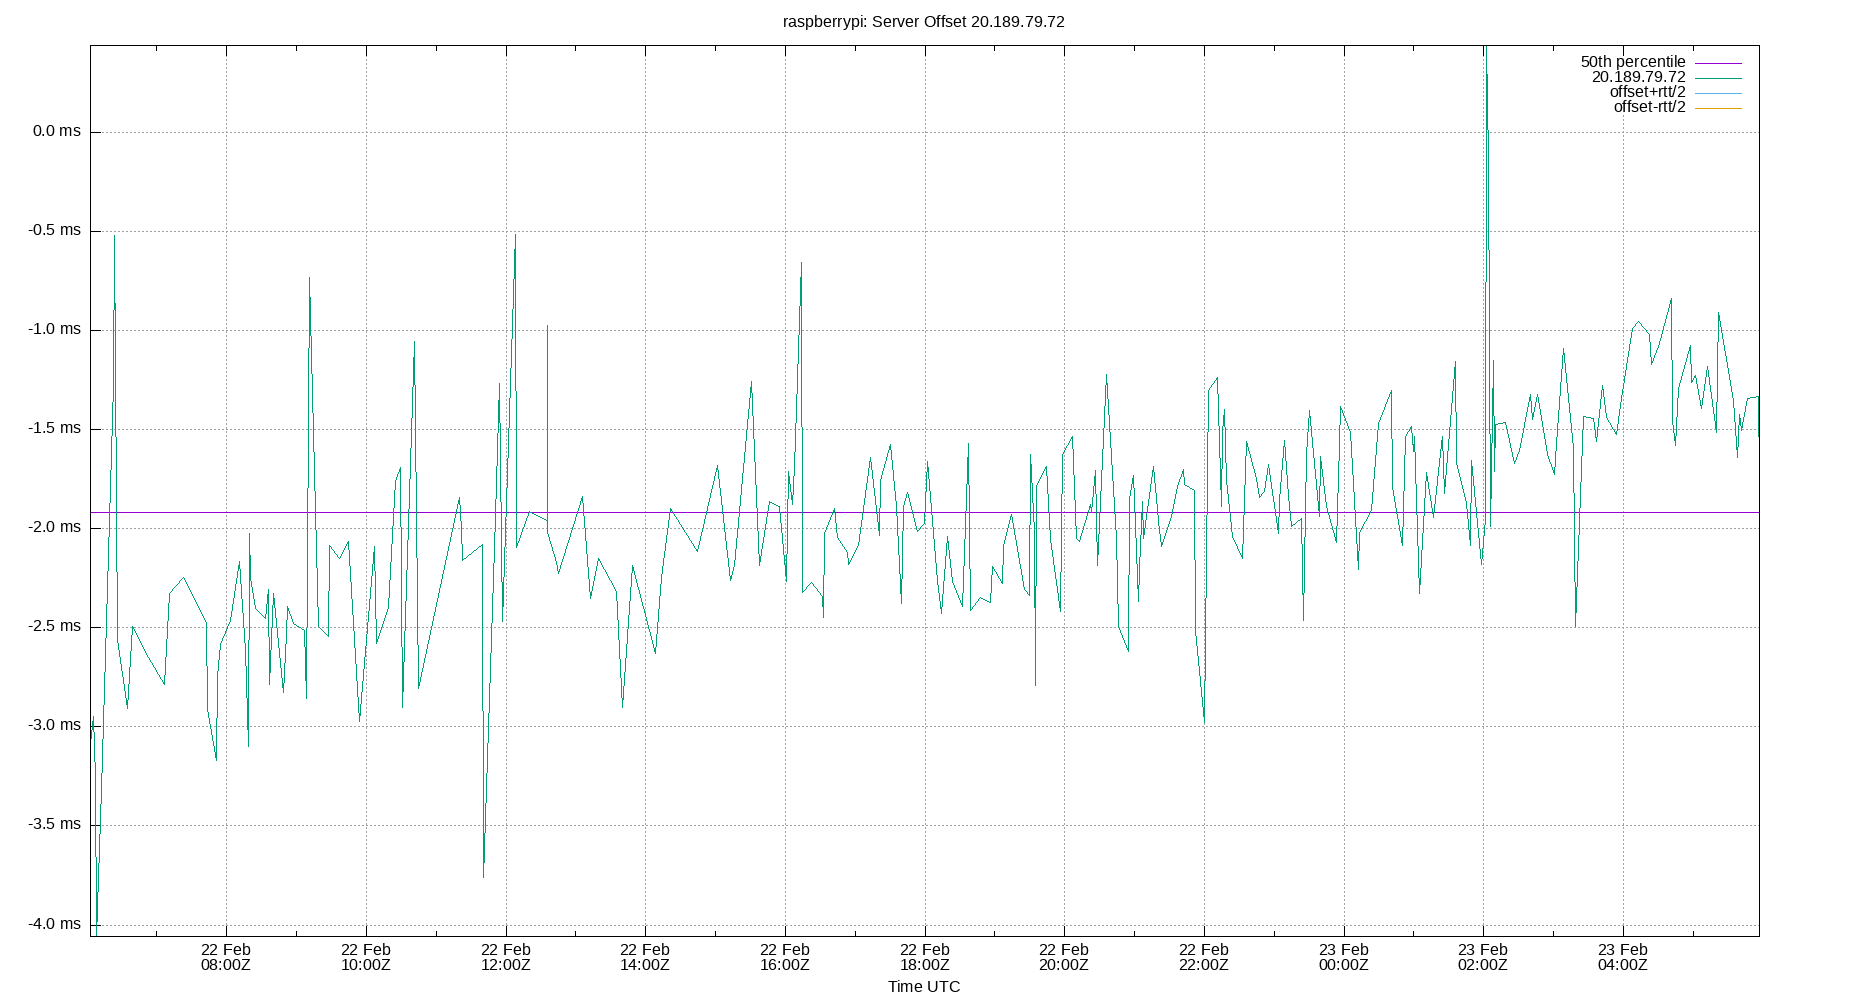 raspberrypi: Server Offset 20.189.79.72
50th percentile
20.189.79.72
offset+rtt/2
offset-rtt/2
0.0 ms
-0.5 ms
-1.0 ms
-1.5 ms
-2.0 ms
-2.5 ms
-3.0 ms
-3.5 ms
-4.0 ms
22 Feb 22 Feb 22 Feb 22 Feb 22 Feb 22 Feb 22 Feb 22 Feb 23 Feb 23 Feb 23 Feb
08:00Z 10:00Z 12:00Z 14:00Z 16:00Z 18:00Z 20:00Z 22:00Z 00:00Z 02:00Z 04:00Z
Time UTC